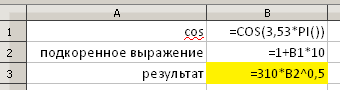 A B
1 cos =COS(3,53*PI())
2 подкоренное выражение =1+B1*10
3 результат =310*B2^0,5